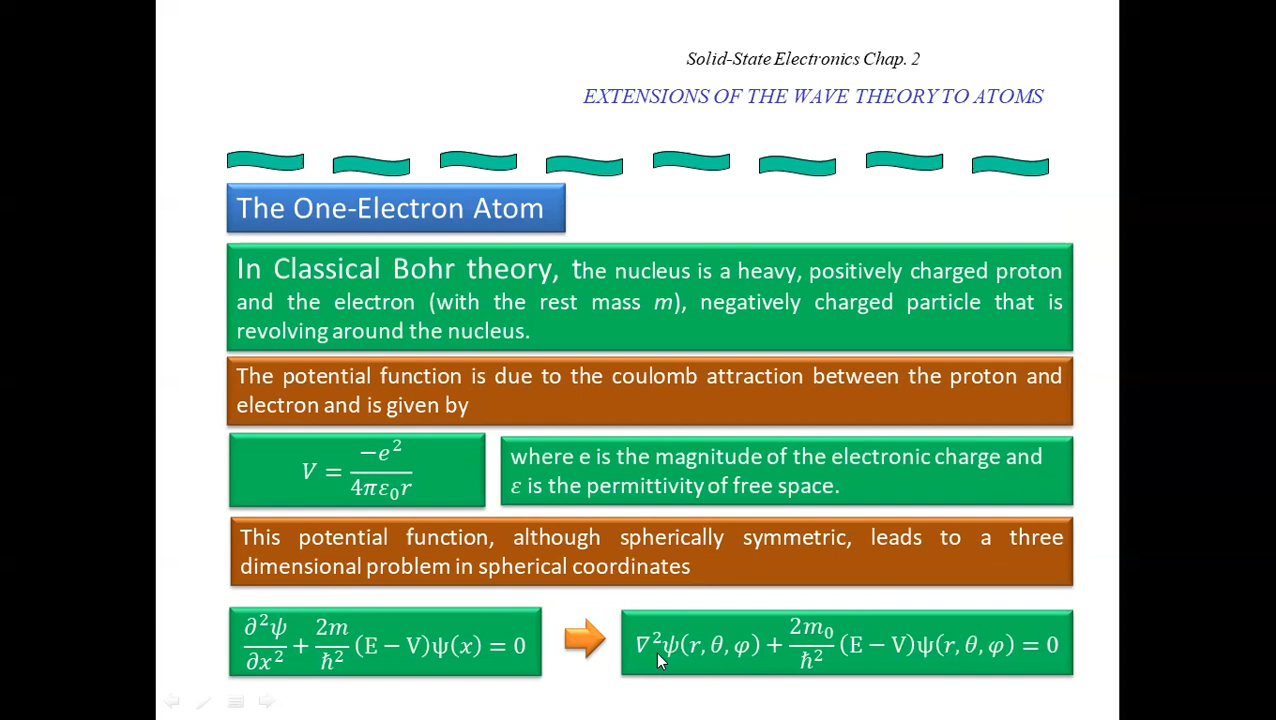 Solid-State Electronics Chap. 2
EXTENSIONS OF THE WAVE THEORY TO ATOMS
The One-Electron Atom
In Classical Bohr theory, the nucleus is a heavy, positively charged proton
and the electron (with the rest mass m), negatively charged particle that is
revolving around the nucleus.
The potential function is due to the coulomb attraction between the proton and
electron and is given by
V = −e²/4πε₀r
where e is the magnitude of the electronic charge and
ε is the permittivity of free space.
This potential function, although spherically symmetric, leads to a three
dimensional problem in spherical coordinates
∂²ψ/∂x² + 2m/ℏ² (E − V)ψ(x) = 0
∇²ψ(r, θ, φ) + 2m₀/ℏ² (E − V)ψ(r, θ, φ) = 0